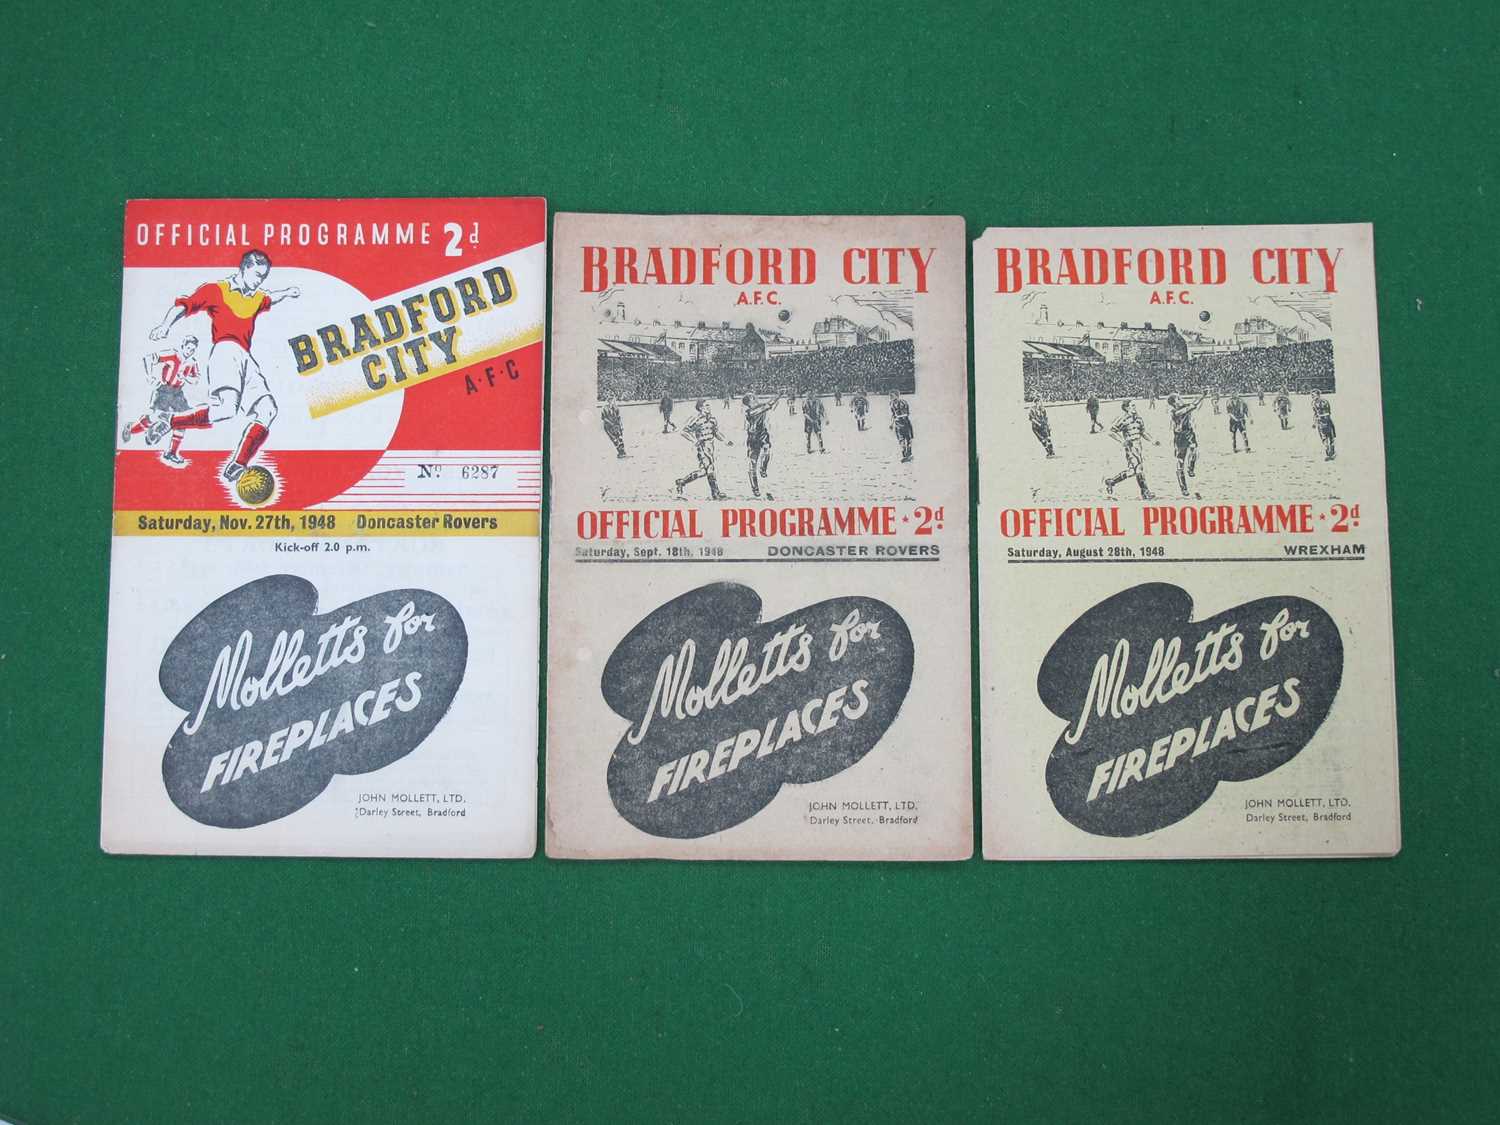 OFFICIAL PROGRAMME 2d.
BRADFORD
CITY
A·F·C
No. 6287
Saturday, Nov. 27th, 1948 Doncaster Rovers
Kick-off 2.0 p.m.
Molletts for
FIREPLACES
JOHN MOLLETT, LTD.
Darley Street, Bradford
BRADFORD CITY
A.F.C.
OFFICIAL PROGRAMME ★ 2d.
Saturday, Sept. 18th, 1948 DONCASTER ROVERS
Molletts for
FIREPLACES
JOHN MOLLETT, LTD.
Darley Street, Bradford
BRADFORD CITY
A.F.C.
OFFICIAL PROGRAMME ★ 2d.
Saturday, August 28th, 1948 WREXHAM
Molletts for
FIREPLACES
JOHN MOLLETT, LTD.
Darley Street, Bradford